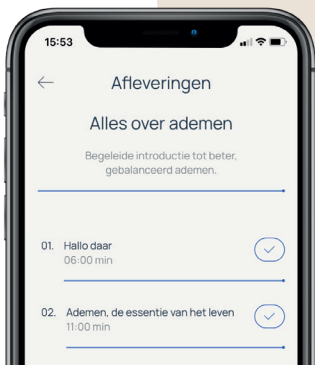 15:53
Afleveringen
Alles over ademen
Begeleide introductie tot beter,
gebalanceerd ademen.
01. Hallo daar
06:00 min
02. Ademen, de essentie van het leven
11:00 min